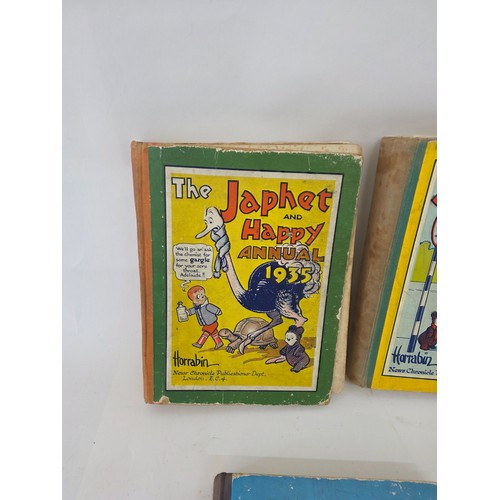 The Japhet
AND
Happy
ANNUAL
1935
We'll go an' ask
the chemist for
some gargle
for your sore
throat,
Adelaide!
Horrabin
News Chronicle Publications Dept.
London. E.C.4
Horrabin
News Chronicle